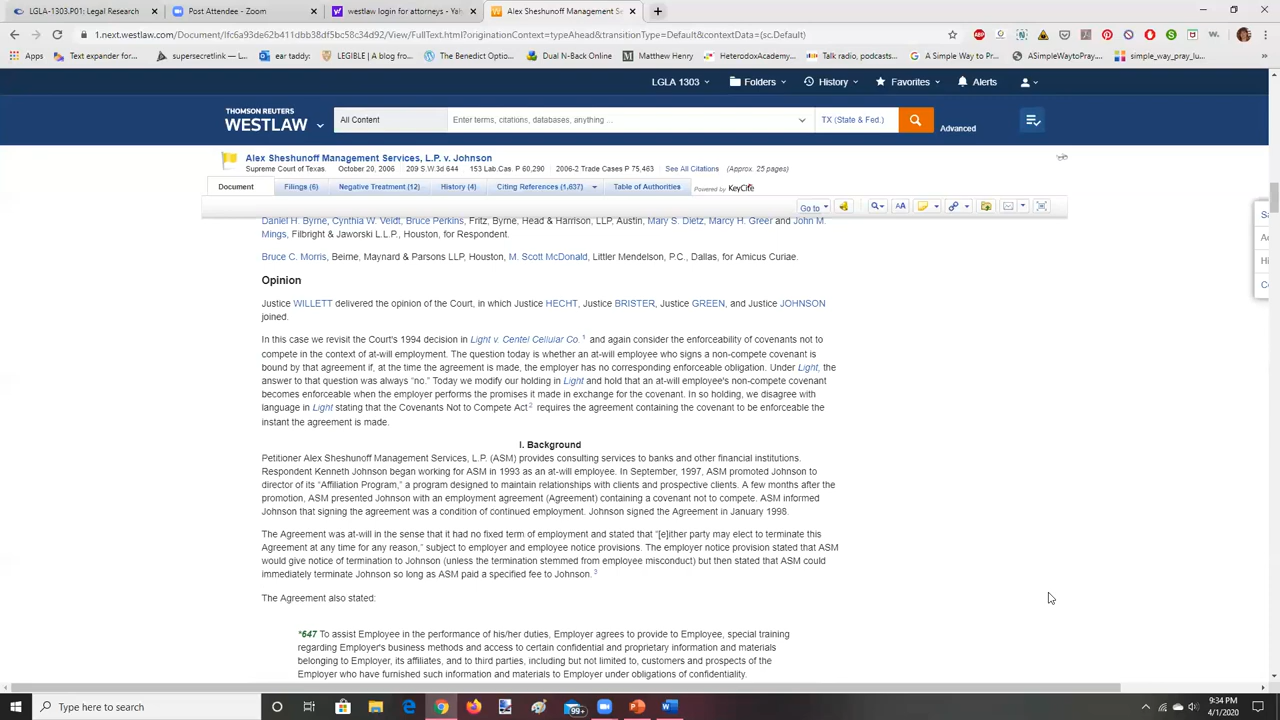 LGLA-1303.P01: Legal Research
Zoom
westlaw login for attorneys - Ya
Alex Sheshunoff Management Se
1.next.westlaw.com/Document/Ifc6a93de62b411dbb38df5bc58c34d92/View/FullText.html?originationContext=typeAhead&transitionType=Default&contextData=(sc.Default)
Apps
Text expander for...
supersecretlink
ear taddy:
LEGIBLE | A blog fro...
The Benedict Optio...
Dual N-Back Online
Matthew Henry
HeterodoxAcademy...
Talk radio, podcasts...
A Simple Way to Pr...
ASimpleWaytoPray...
simple_way_pray_lu...
LGLA 1303
Folders
History
Favorites
Alerts
THOMSON REUTERS
WESTLAW
All Content
Enter terms, citations, databases, anything ...
TX (State & Fed.)
Advanced
Alex Sheshunoff Management Services, L.P. v. Johnson
Supreme Court of Texas. October 20, 2006 209 S.W.3d 644 153 Lab.Cas. P 60,290 2006-2 Trade Cases P 75,463 See All Citations (Approx. 25 pages)
Document Filings (6) Negative Treatment (12) History (4) Citing References (1,637) Table of Authorities Powered by KeyCite
Go to
AA
Daniel H. Byrne, Cynthia W. Veidt, Bruce Perkins, Fritz, Byrne, Head & Harrison, LLP, Austin, Mary S. Dietz, Marcy H. Greer and John M.
Mings, Fulbright & Jaworski L.L.P., Houston, for Respondent.
Bruce C. Morris, Beirne, Maynard & Parsons LLP, Houston, M. Scott McDonald, Littler Mendelson, P.C., Dallas, for Amicus Curiae.
Opinion
Justice WILLETT delivered the opinion of the Court, in which Justice HECHT, Justice BRISTER, Justice GREEN, and Justice JOHNSON
joined.
In this case we revisit the Court's 1994 decision in Light v. Centel Cellular Co. 1 and again consider the enforceability of covenants not to
compete in the context of at-will employment. The question today is whether an at-will employee who signs a non-compete covenant is
bound by that agreement if, at the time the agreement is made, the employer has no corresponding enforceable obligation. Under Light, the
answer to that question was always “no.” Today we modify our holding in Light and hold that an at-will employee's non-compete covenant
becomes enforceable when the employer performs the promises it made in exchange for the covenant. In so holding, we disagree with
language in Light stating that the Covenants Not to Compete Act 2 requires the agreement containing the covenant to be enforceable the
instant the agreement is made.
I. Background
Petitioner Alex Sheshunoff Management Services, L.P. (ASM) provides consulting services to banks and other financial institutions.
Respondent Kenneth Johnson began working for ASM in 1993 as an at-will employee. In September, 1997, ASM promoted Johnson to
director of its “Affiliation Program,” a program designed to maintain relationships with clients and prospective clients. A few months after the
promotion, ASM presented Johnson with an employment agreement (Agreement) containing a covenant not to compete. ASM informed
Johnson that signing the agreement was a condition of continued employment. Johnson signed the Agreement in January 1998.
The Agreement was at-will in the sense that it had no fixed term of employment and stated that “[e]ither party may elect to terminate this
Agreement at any time for any reason,” subject to employer and employee notice provisions. The employer notice provision stated that ASM
would give notice of termination to Johnson (unless the termination stemmed from employee misconduct) but then stated that ASM could
immediately terminate Johnson so long as ASM paid a specified fee to Johnson. 3
The Agreement also stated:
*647 To assist Employee in the performance of his/her duties, Employer agrees to provide to Employee, special training
regarding Employer's business methods and access to certain confidential and proprietary information and materials
belonging to Employer, its affiliates, and to third parties, including but not limited to, customers and prospects of the
Employer who have furnished such information and materials to Employer under obligations of confidentiality.
Type here to search
99+
9:34 PM
4/1/2020